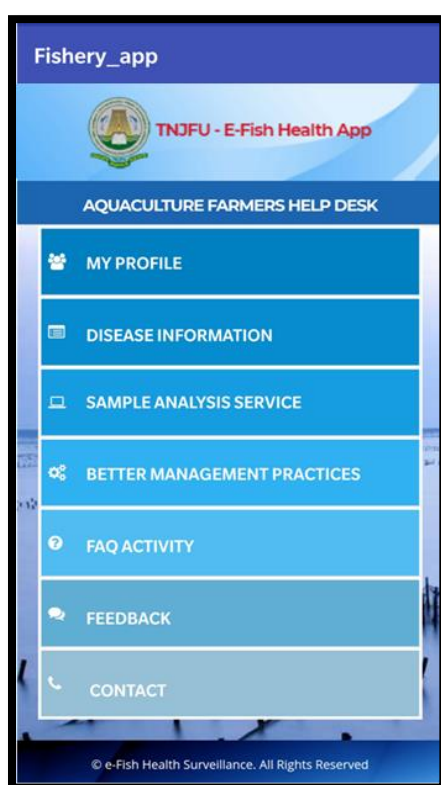 Fishery_app
TNJFU - E-Fish Health App
AQUACULTURE FARMERS HELP DESK
MY PROFILE
DISEASE INFORMATION
SAMPLE ANALYSIS SERVICE
BETTER MANAGEMENT PRACTICES
FAQ ACTIVITY
FEEDBACK
CONTACT
© e-Fish Health Surveillance. All Rights Reserved